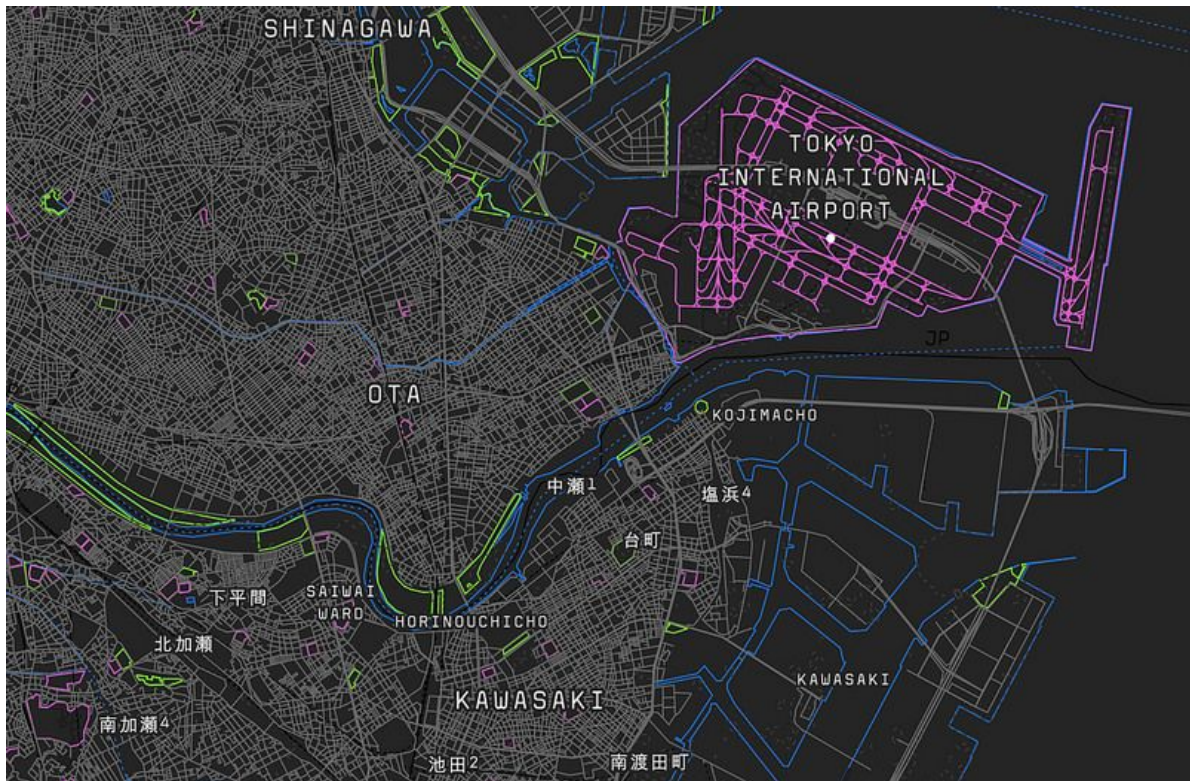 SHINAGAWA
TOKYO
INTERNATIONAL
AIRPORT
JP
OTA
KOJIMACHO
中瀬1
塩浜4
台町
SAIWAI
WARD
下平間
HORINOUCHICHO
北加瀬
KAWASAKI
KAWASAKI
南加瀬4
池田2
南渡田町